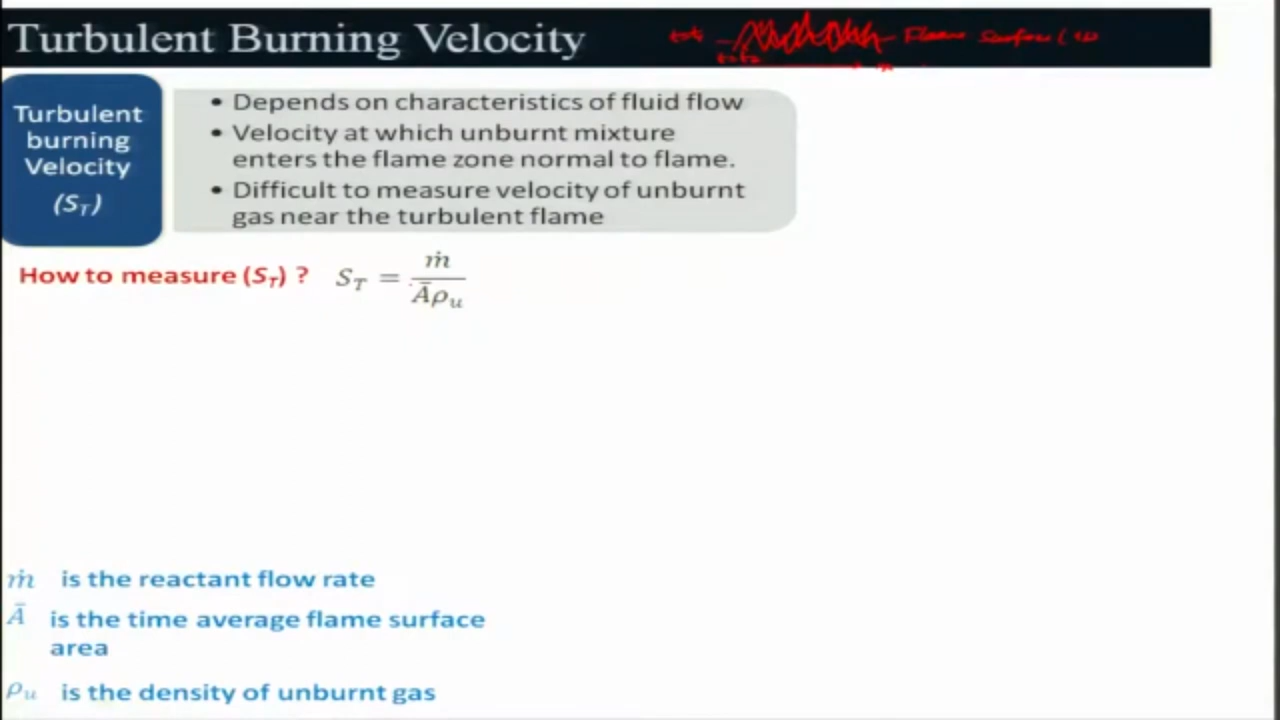 Turbulent Burning Velocity
Flame Surface
Turbulent
burning
Velocity
(S_T)
• Depends on characteristics of fluid flow
• Velocity at which unburnt mixture
enters the flame zone normal to flame.
• Difficult to measure velocity of unburnt
gas near the turbulent flame
How to measure (S_T) ? S_T = ṁ / Āρ_u
ṁ is the reactant flow rate
Ā is the time average flame surface
area
ρ_u is the density of unburnt gas